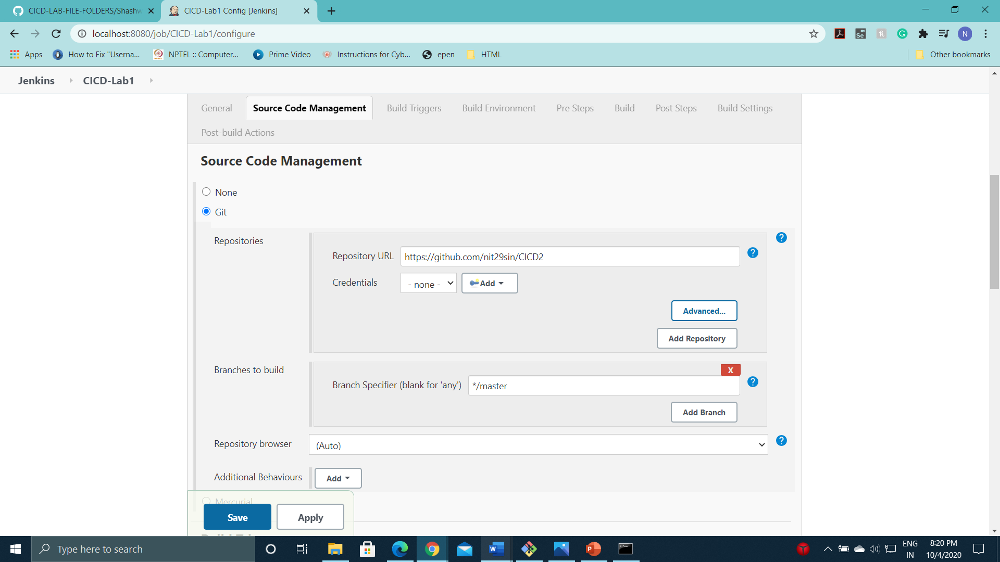 CICD-LAB-FILE-FOLDERS/Shashw
CICD-Lab1 Config [Jenkins]
localhost:8080/job/CICD-Lab1/configure
Se
N
Apps
How to Fix "Userna...
NPTEL :: Computer...
Prime Video
Instructions for Cyb...
epen
HTML
Other bookmarks
Jenkins
CICD-Lab1
General
Source Code Management
Build Triggers
Build Environment
Pre Steps
Build
Post Steps
Build Settings
Post-build Actions
Source Code Management
None
Git
Repositories
?
Repository URL
https://github.com/nit29sin/CICD2
?
Credentials
- none -
Add
Advanced...
Add Repository
Branches to build
X
Branch Specifier (blank for 'any')
*/master
?
Add Branch
Repository browser
(Auto)
?
Additional Behaviours
Add
Mercurial
Save
Apply
Type here to search
ENG
IN
8:20 PM
10/4/2020